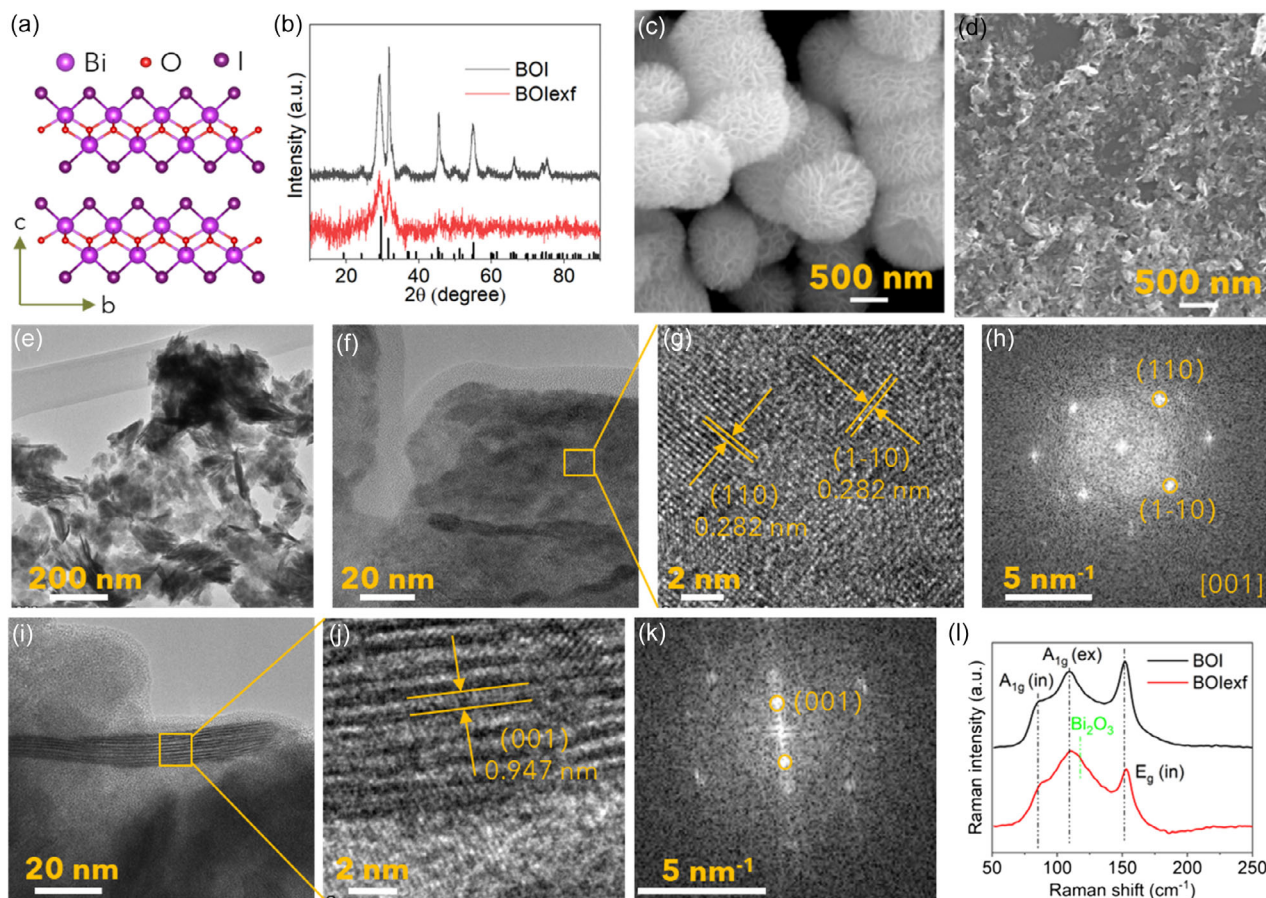 (a)
Bi O I
c
b
(b)
BOI
BOIexf
Intensity (a.u.)
20 40 60 80
2θ (degree)
(c)
500 nm
(d)
500 nm
(e)
200 nm
(f)
20 nm
(g)
(110)
0.282 nm
(1-10)
0.282 nm
2 nm
(h)
(110)
(1-10)
5 nm⁻¹
[001]
(i)
20 nm
(j)
(001)
0.947 nm
2 nm
(k)
(001)
5 nm⁻¹
(l)
BOI
BOIexf
A₁g (in)
A₁g (ex)
Bi₂O₃
Eg (in)
Raman intensity (a.u.)
50 100 150 200 250
Raman shift (cm⁻¹)